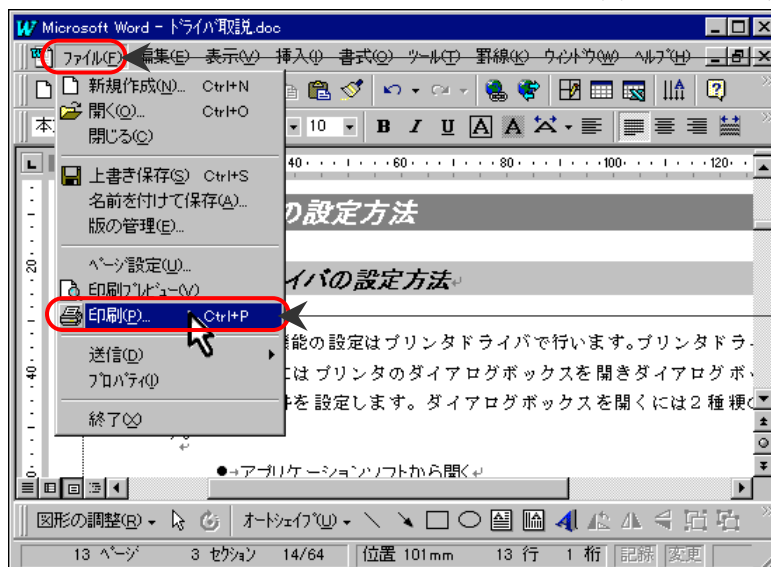 Microsoft Word - ﾄﾞﾗｲﾊﾞ取説.doc
ファイル(F) 編集(E) 表示(V) 挿入(I) 書式(O) ツール(T) 罫線(K) ウィンドウ(W) ヘルプ(H)
新規作成(N)... Ctrl+N
開く(O)... Ctrl+O
閉じる(C)
上書き保存(S) Ctrl+S
名前を付けて保存(A)...
版の管理(E)...
ページ設定(U)...
印刷プレビュー(V)
印刷(P)... Ctrl+P
送信(D)
プロパティ(I)
終了(X)
本
10 B I U A A
40 60 80 100 120
20
40
の設定方法
イバの設定方法
能の設定はプリンタドライバで行います。プリンタドラ
にはプリンタのダイアログボックスを開きダイアログボ
を設定します。ダイアログボックスを開くには2種類
●→アプリケーションソフトから開く
図形の調整(R) オートシェイプ(U)
13 ページ 3 セクション 14/64 位置 101mm 13 行 1 桁 記録 変更